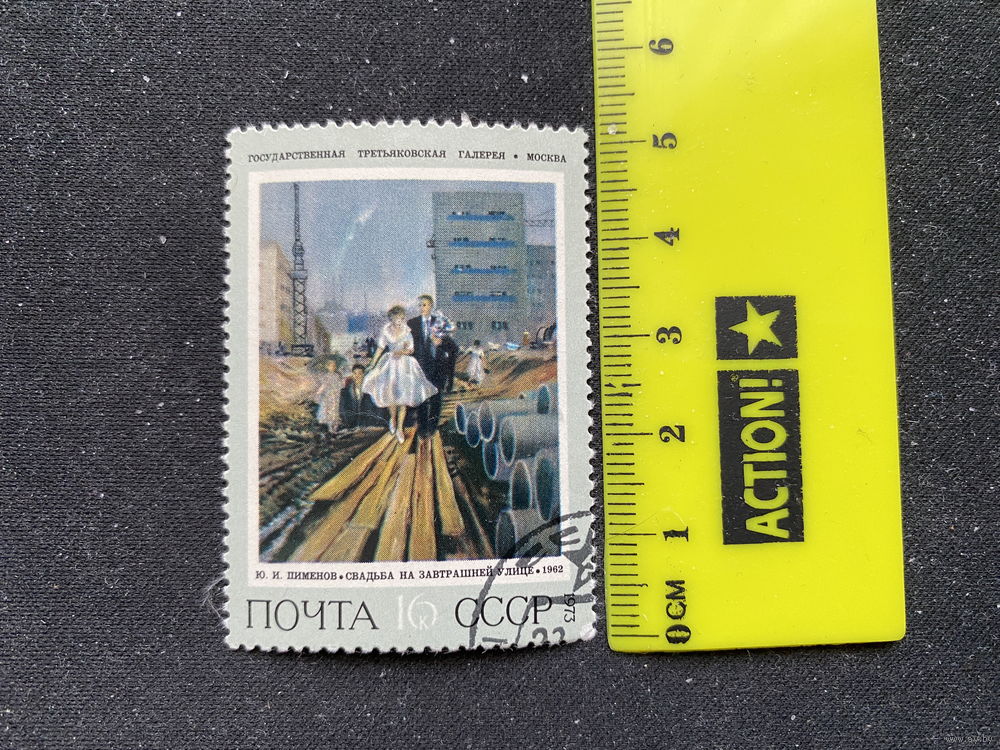 ГОСУДАРСТВЕННАЯ ТРЕТЬЯКОВСКАЯ ГАЛЕРЕЯ • МОСКВА
Ю. И. ПИМЕНОВ • СВАДЬБА НА ЗАВТРАШНЕЙ УЛИЦЕ • 1962
ПОЧТА 16 К СССР 1973
6
5
4
3
2
1
0 СМ
ACTION!